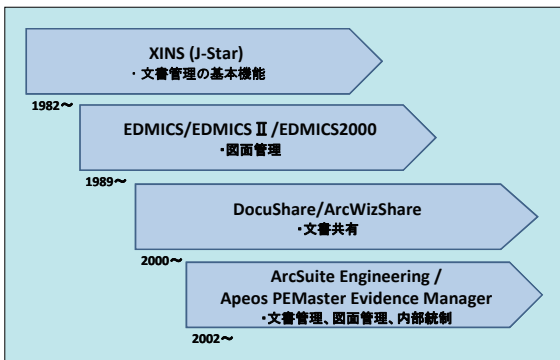 XINS (J-Star)
・文書管理の基本機能
1982～
EDMICS/EDMICSⅡ/EDMICS2000
・図面管理
1989～
DocuShare/ArcWizShare
・文書共有
2000～
ArcSuite Engineering /
Apeos PEMaster Evidence Manager
・文書管理、図面管理、内部統制
2002～